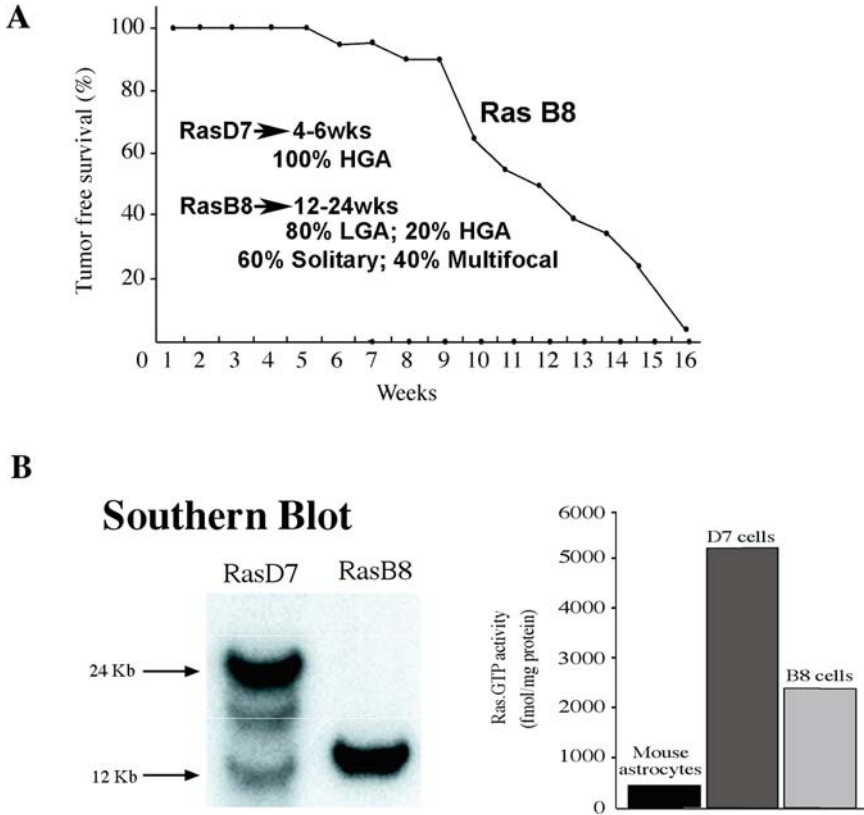 A
Tumor free survival (%)
100
80
60
40
20
0 1 2 3 4 5 6 7 8 9 10 11 12 13 14 15 16
Weeks
Ras B8
RasD7 4-6wks
100% HGA
RasB8 12-24wks
80% LGA; 20% HGA
60% Solitary; 40% Multifocal
B
Southern Blot
RasD7 RasB8
24 Kb
12 Kb
Ras.GTP activity
(fmol/mg protein)
6000
5000
4000
3000
2000
1000
0
Mouse
astrocytes
D7 cells
B8 cells